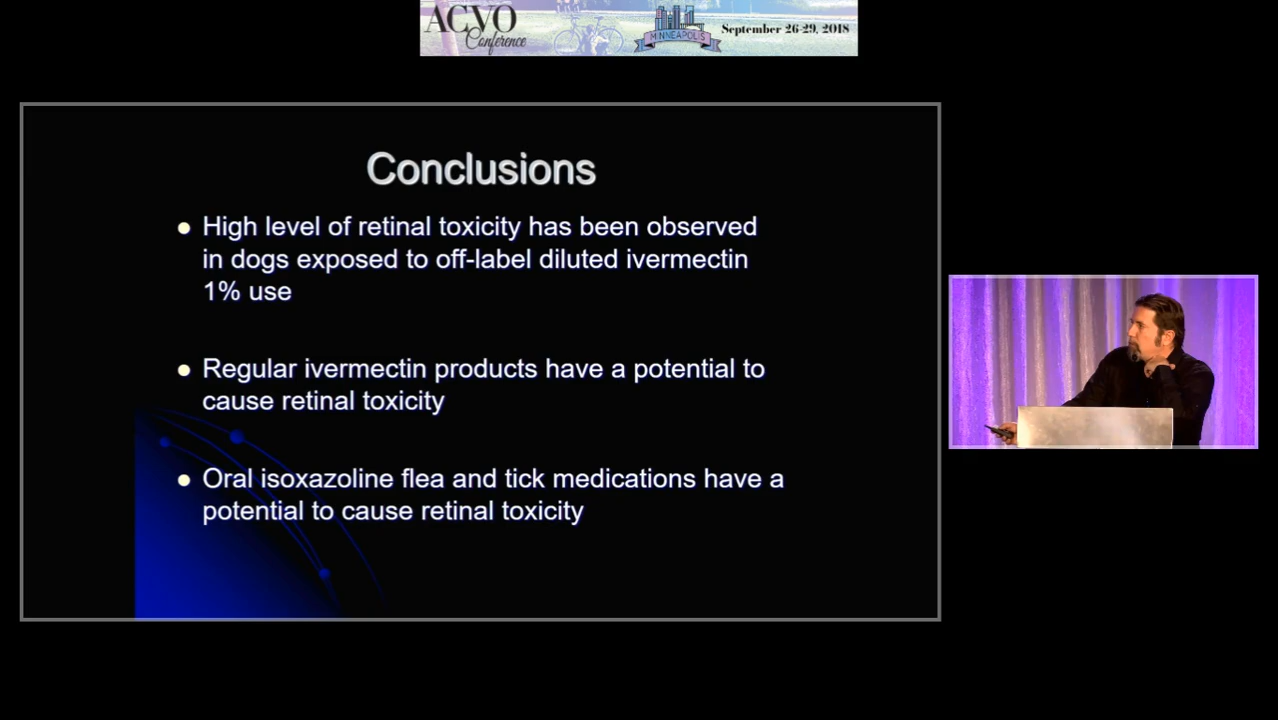 ACVO
Conference
MINNEAPOLIS
September 26-29, 2018
Conclusions
High level of retinal toxicity has been observed
in dogs exposed to off-label diluted ivermectin
1% use
Regular ivermectin products have a potential to
cause retinal toxicity
Oral isoxazoline flea and tick medications have a
potential to cause retinal toxicity